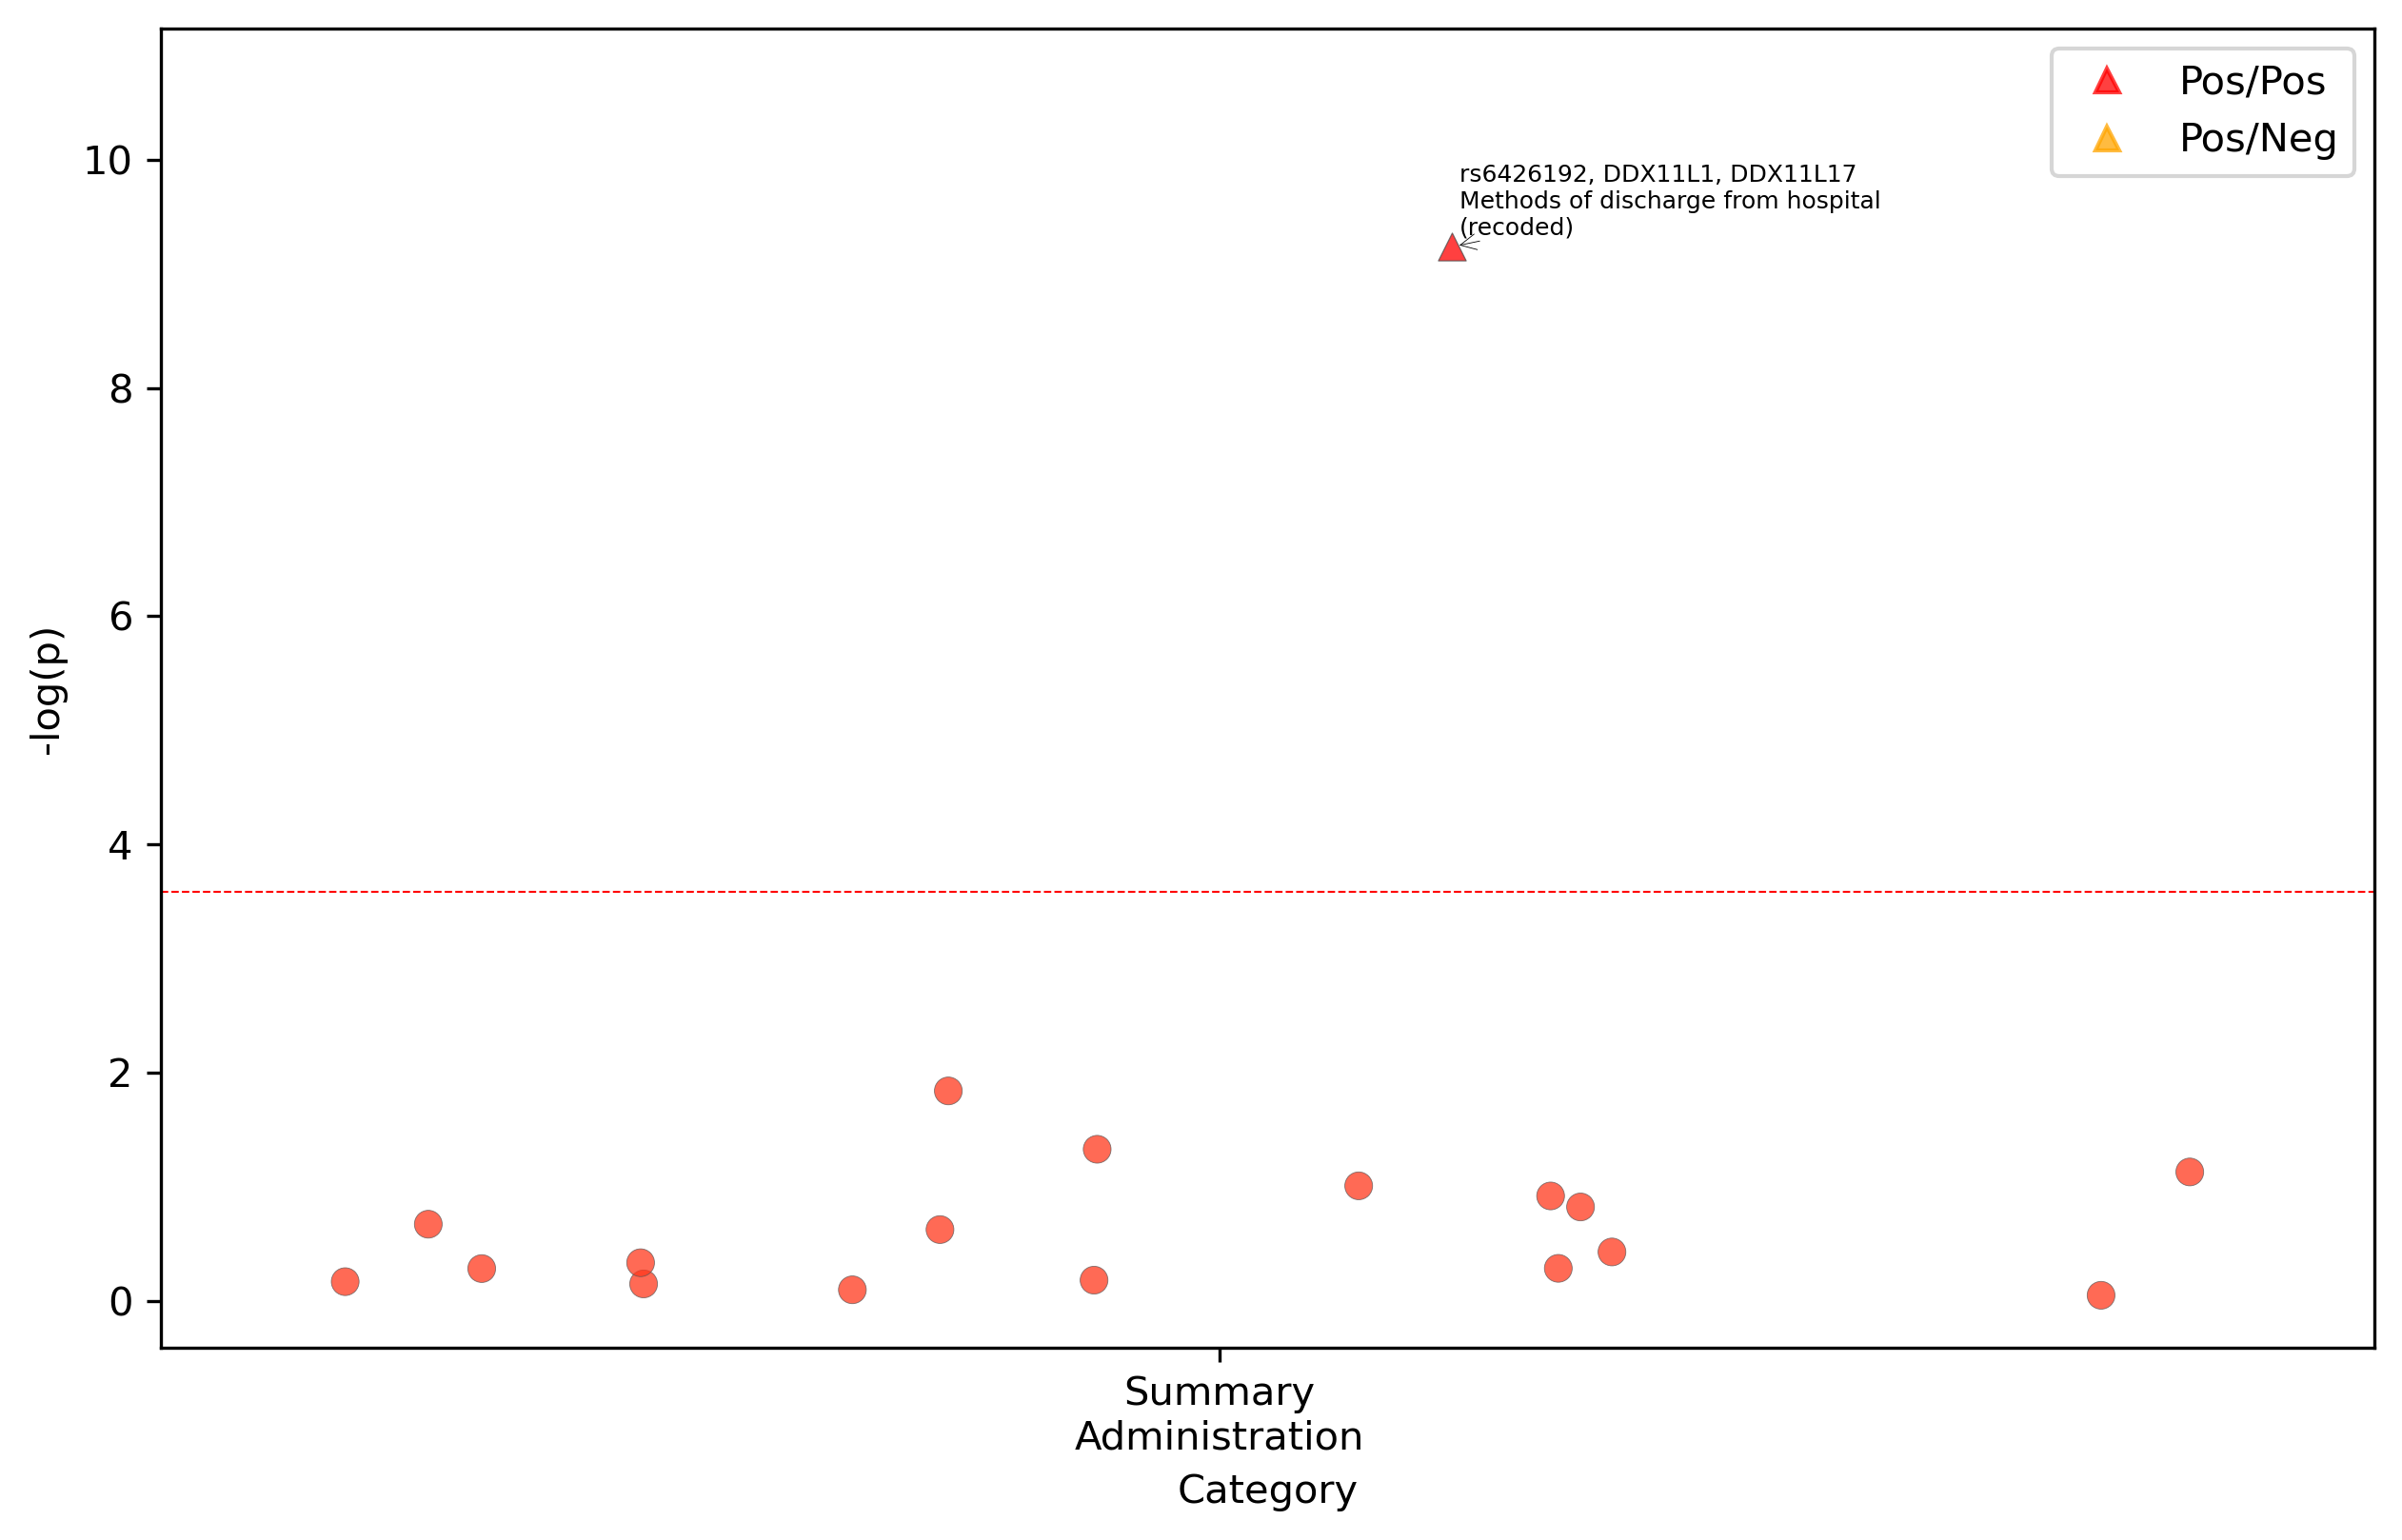 Pos/Pos
Pos/Neg
rs6426192, DDX11L1, DDX11L17
Methods of discharge from hospital
(recoded)
10
8
6
4
2
0
-log(p)
Summary
Administration
Category